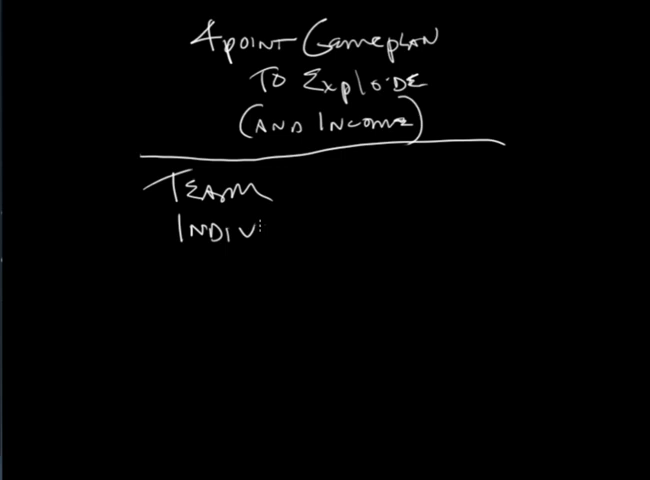 4 POINT GAMEPLAN
TO EXPLODE
(AND INCOME)
TEAM
INDIV